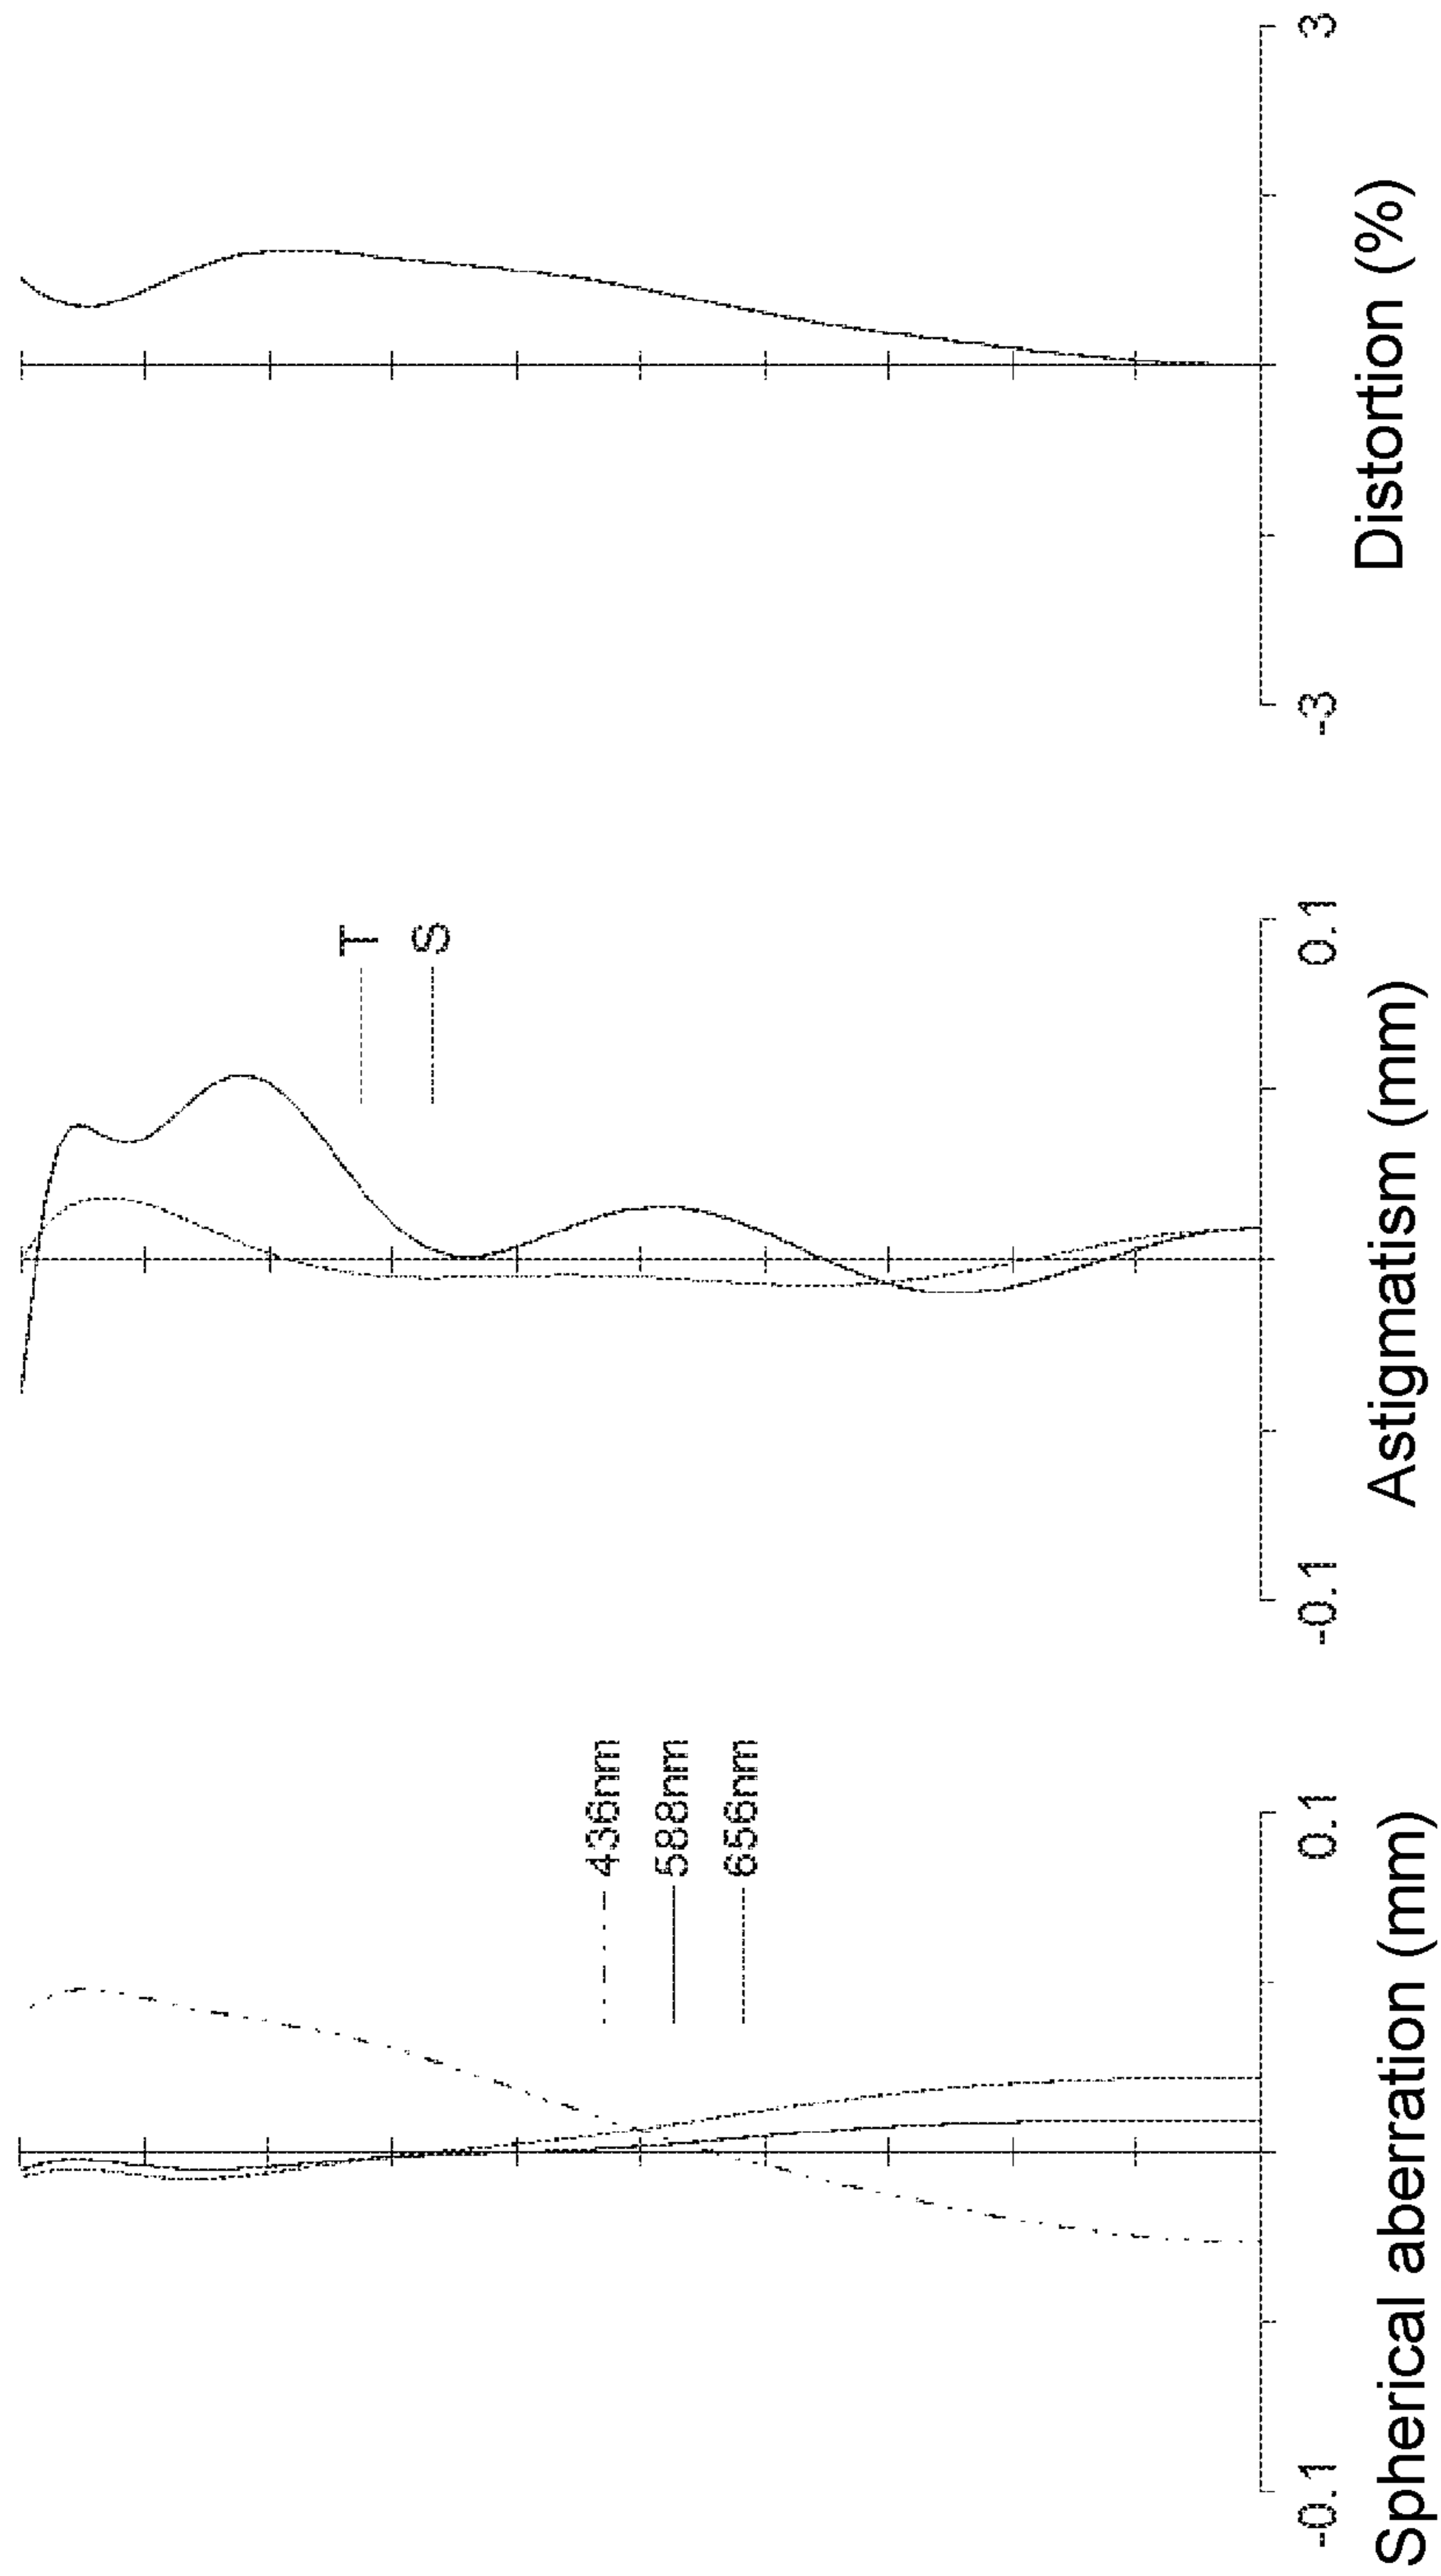 436nm
588nm
656nm
-0.1
0.1
Spherical aberration (mm)
T
S
-0.1
0.1
Astigmatism (mm)
-3
3
Distortion (%)